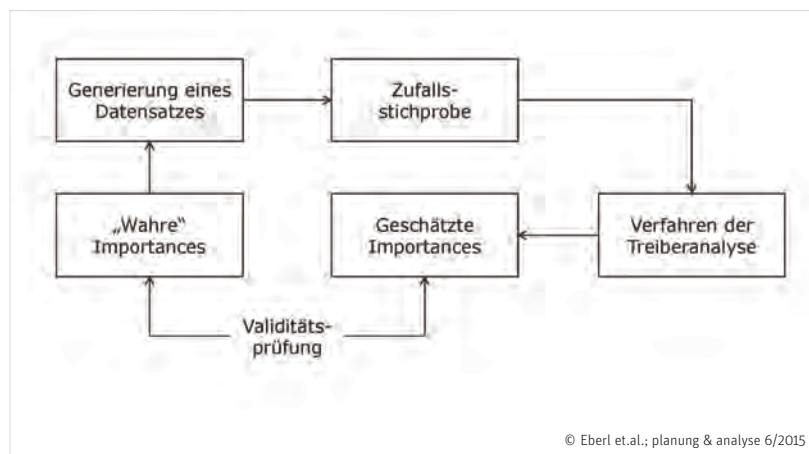 Generierung eines
Datensatzes
Zufalls-
stichprobe
„Wahre“
Importances
Geschätzte
Importances
Verfahren der
Treiberanalyse
Validitäts-
prüfung
© Eberl et.al.; planung & analyse 6/2015